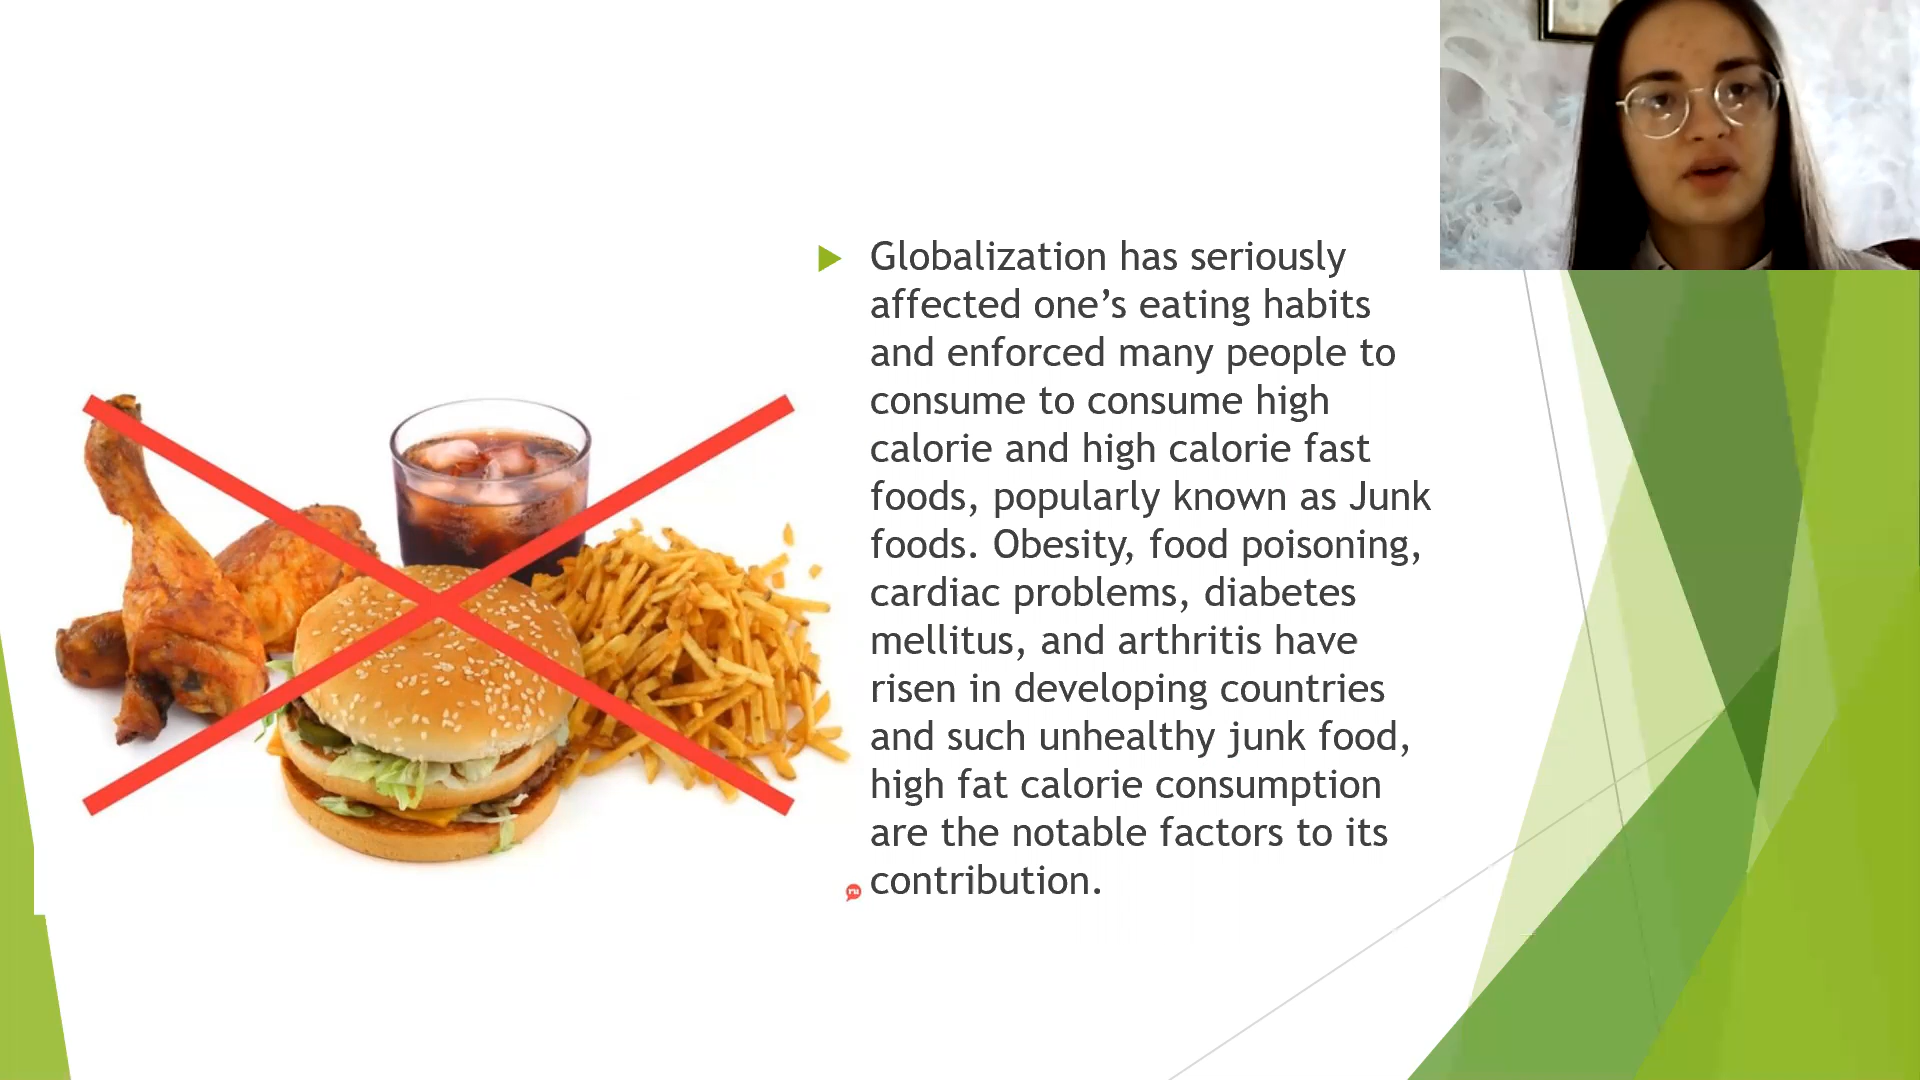 Globalization has seriously
affected one’s eating habits
and enforced many people to
consume to consume high
calorie and high calorie fast
foods, popularly known as Junk
foods. Obesity, food poisoning,
cardiac problems, diabetes
mellitus, and arthritis have
risen in developing countries
and such unhealthy junk food,
high fat calorie consumption
are the notable factors to its
contribution.
ru